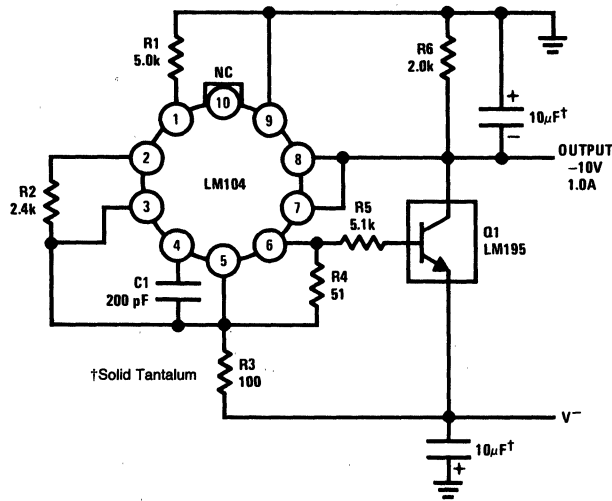 R1
5.0k
NC
10
1
9
R6
2.0k
+
10µF†
−
2
8
OUTPUT
−10V
1.0A
R2
2.4k
LM104
3
7
R5
5.1k
Q1
LM195
4
5
6
C1
200 pF
R4
51
†Solid Tantalum
R3
100
V−
10µF†
+